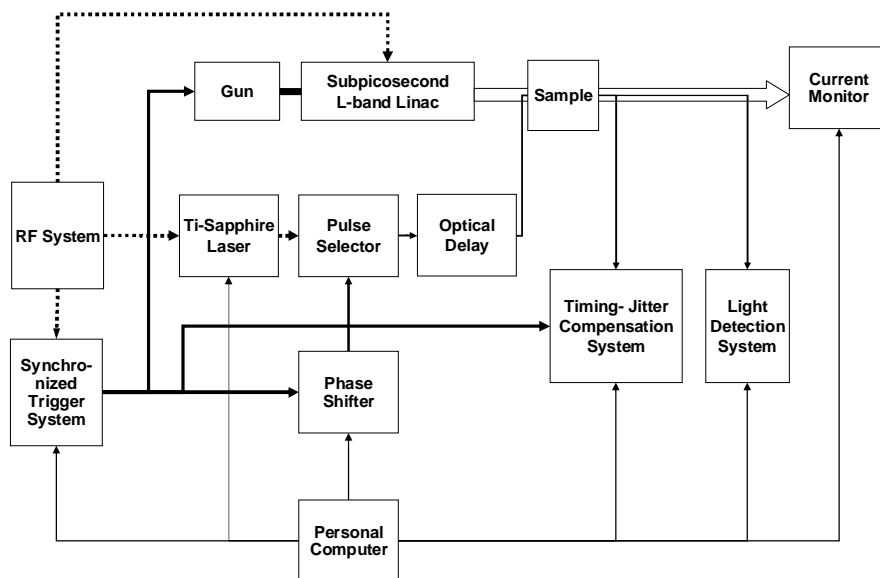 Gun
Subpicosecond
L-band Linac
Sample
Current
Monitor
RF System
Ti-Sapphire
Laser
Pulse
Selector
Optical
Delay
Timing- Jitter
Compensation
System
Light
Detection
System
Synchro-
nized
Trigger
System
Phase
Shifter
Personal
Computer